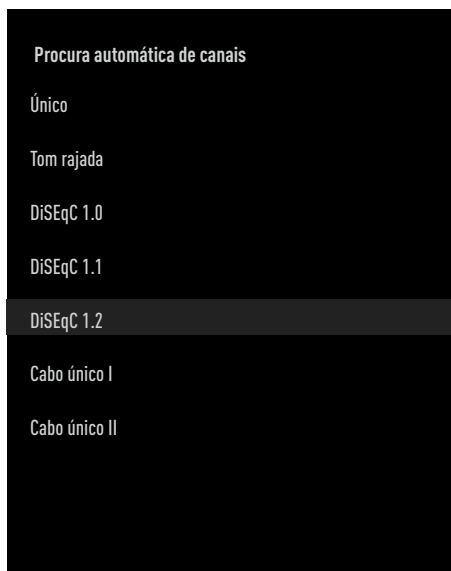 Procura automática de canais
Único
Tom rajada
DiSEqC 1.0
DiSEqC 1.1
DiSEqC 1.2
Cabo único I
Cabo único II